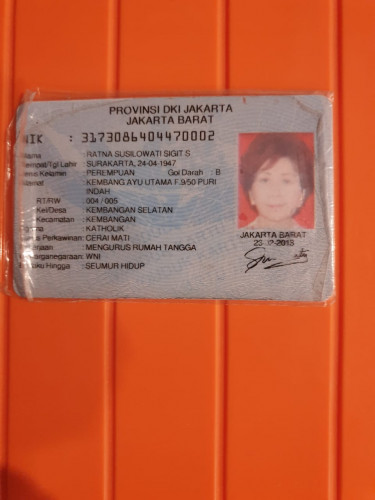 PROVINSI DKI JAKARTA
JAKARTA BARAT
NIK : 3173086404470002
Nama : RATNA SUSILOWATI SIGIT S
Tempat/Tgl Lahir : SURAKARTA, 24-04-1947
Jenis Kelamin : PEREMPUAN Gol Darah : B
Alamat : KEMBANG AYU UTAMA F.9/50 PURI
INDAH
RT/RW : 004 / 005
Kel/Desa : KEMBANGAN SELATAN
Kecamatan : KEMBANGAN
Agama : KATHOLIK
Status Perkawinan: CERAI MATI
Pekerjaan : MENGURUS RUMAH TANGGA
Kewarganegaraan: WNI
Berlaku Hingga : SEUMUR HIDUP
JAKARTA BARAT